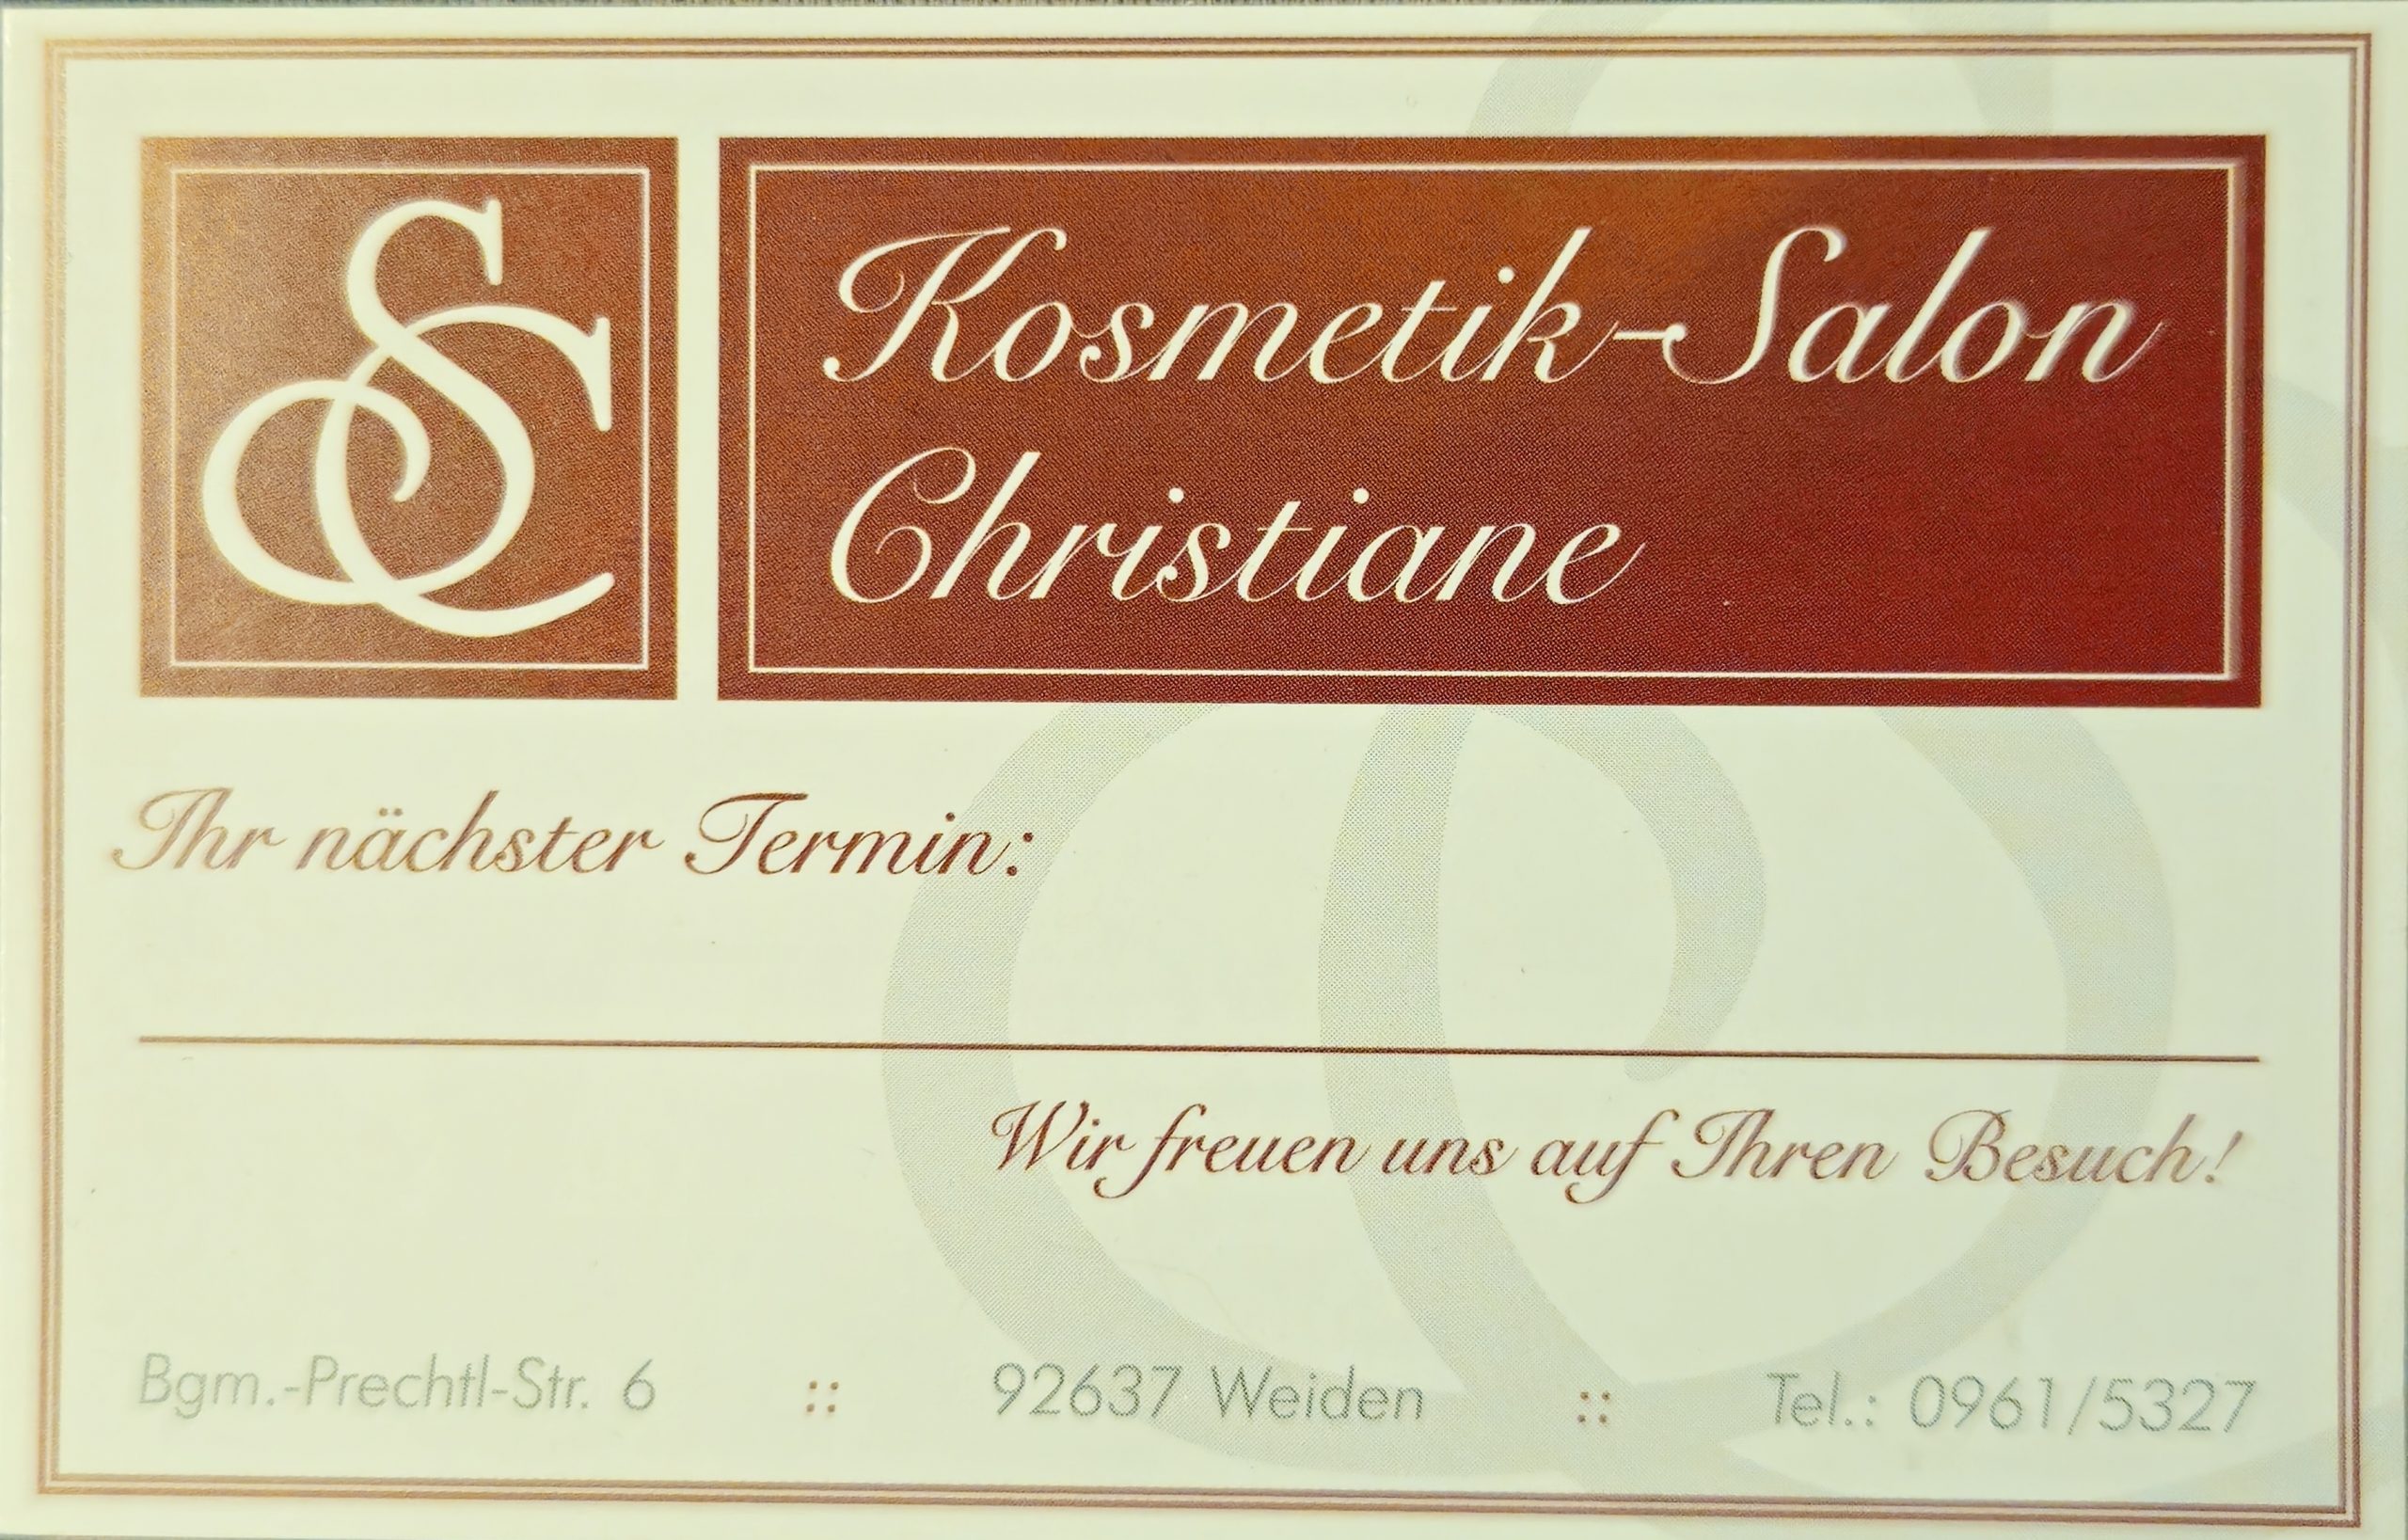 SC
Kosmetik-Salon
Christiane
Ihr nächster Termin:
Wir freuen uns auf Ihren Besuch!
Bgm.-Prechtl-Str. 6 :: 92637 Weiden :: Tel.: 0961/5327